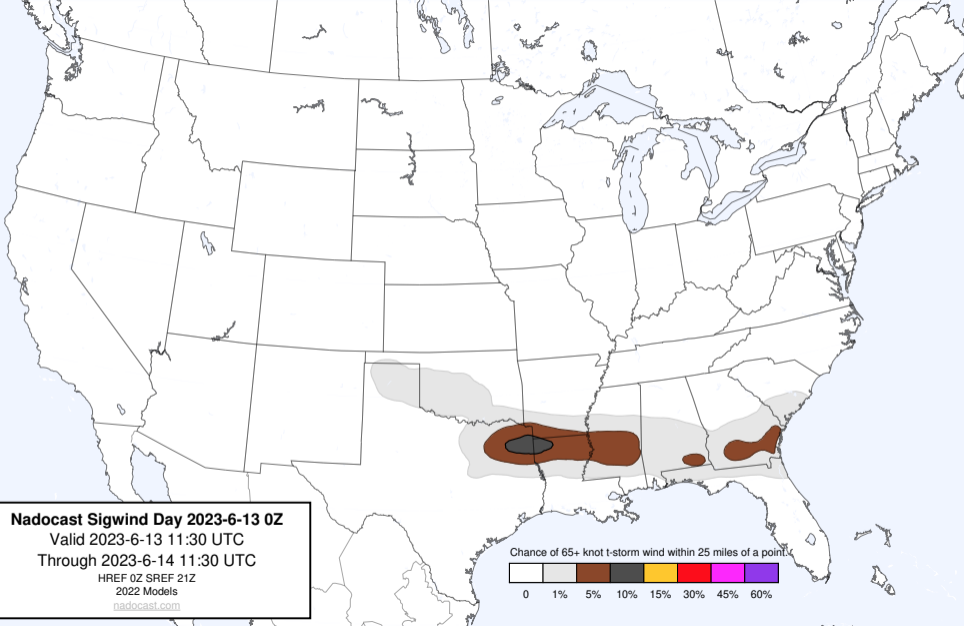 Nadocast Sigwind Day 2023-6-13 0Z
Valid 2023-6-13 11:30 UTC
Through 2023-6-14 11:30 UTC
HREF 0Z SREF 21Z
2022 Models
nadocast.com
Chance of 65+ knot t-storm wind within 25 miles of a point.
0 1% 5% 10% 15% 30% 45% 60%